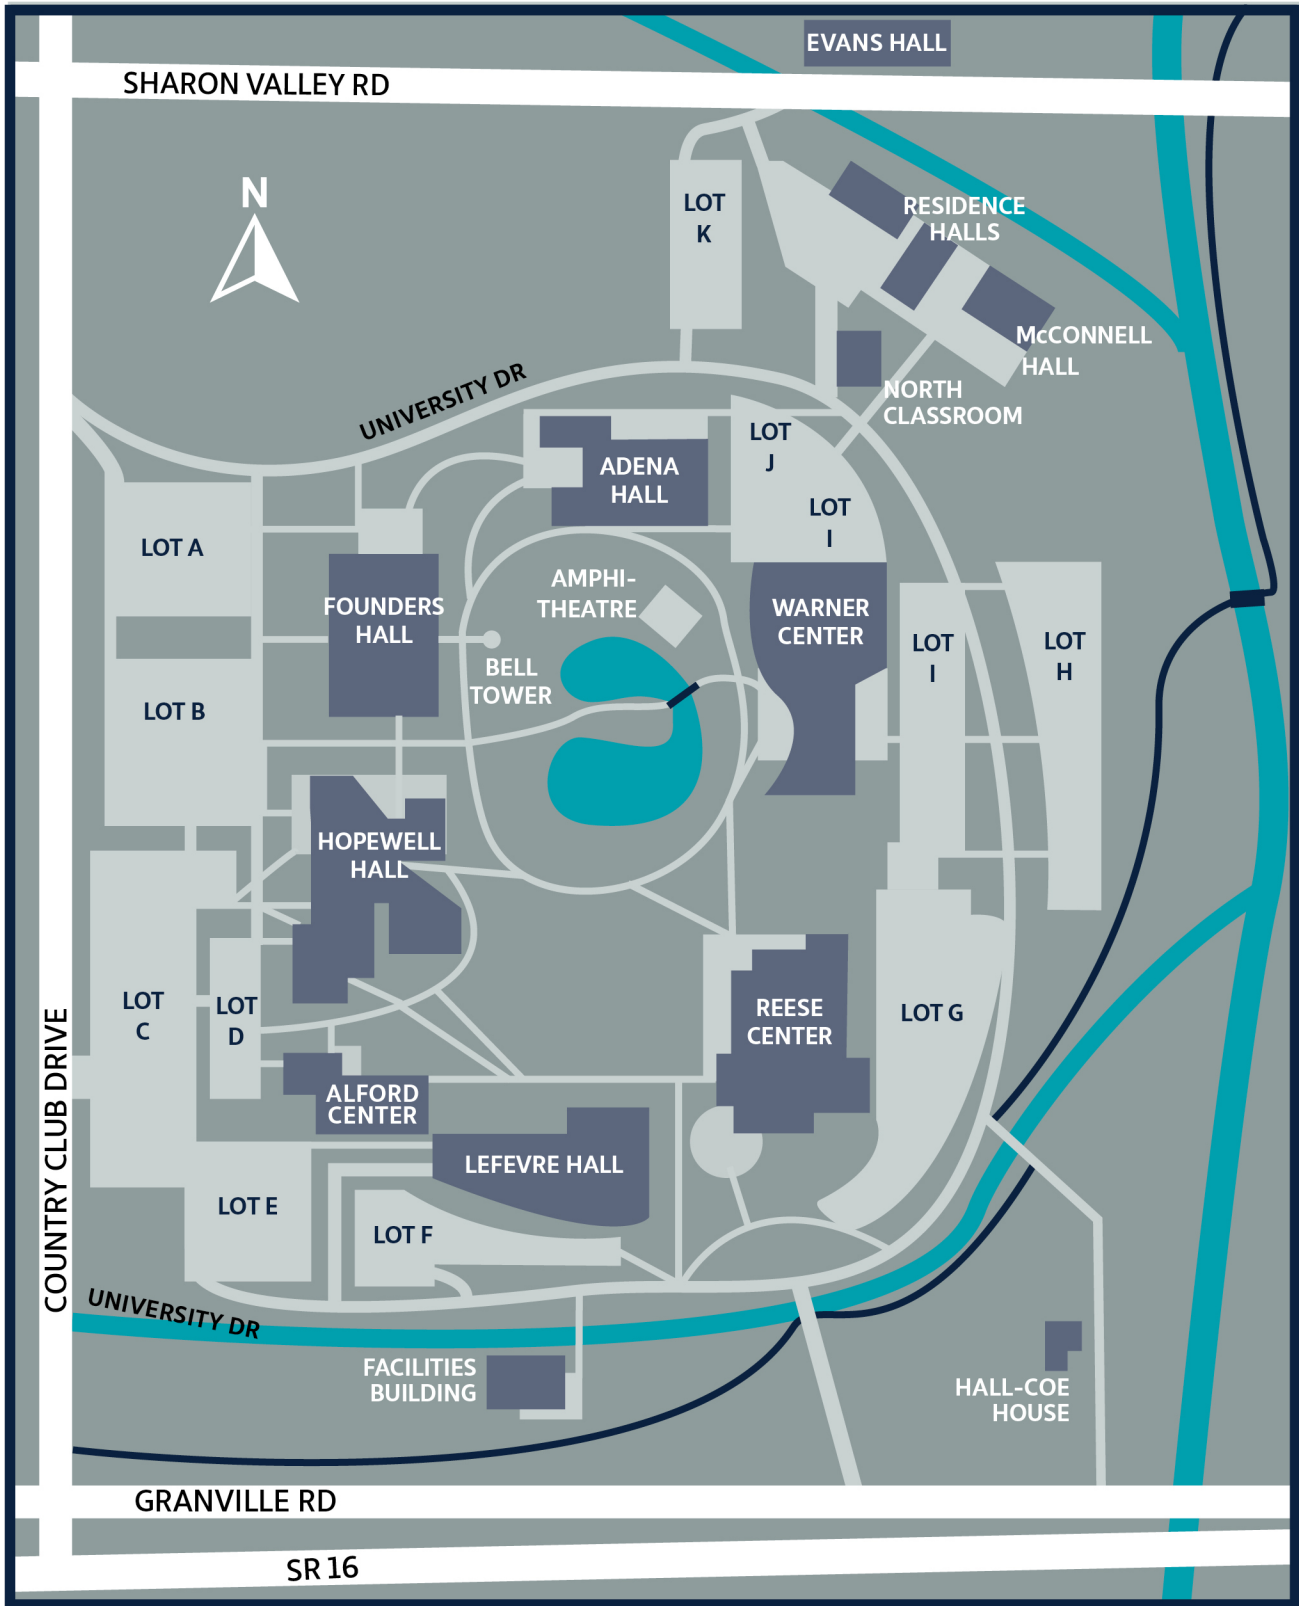 EVANS HALL
SHARON VALLEY RD
N
LOT
K
RESIDENCE
HALLS
McCONNELL
HALL
NORTH
CLASSROOM
UNIVERSITY DR
LOT
J
ADENA
HALL
LOT
I
LOT A
AMPHI-
THEATRE
FOUNDERS
HALL
WARNER
CENTER
LOT
I
LOT
H
BELL
TOWER
LOT B
HOPEWELL
HALL
LOT
C
LOT
D
REESE
CENTER
LOT G
ALFORD
CENTER
COUNTRY CLUB DRIVE
LEFEVRE HALL
LOT E
LOT F
UNIVERSITY DR
FACILITIES
BUILDING
HALL-COE
HOUSE
GRANVILLE RD
SR 16